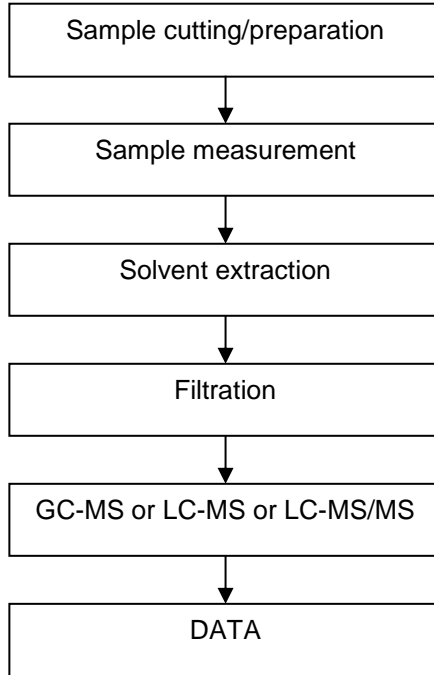 Sample cutting/preparation
Sample measurement
Solvent extraction
Filtration
GC-MS or LC-MS or LC-MS/MS
DATA